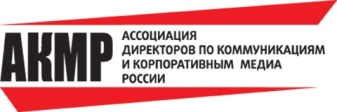 АКМР
АССОЦИАЦИЯ
ДИРЕКТОРОВ ПО КОММУНИКАЦИЯМ
И КОРПОРАТИВНЫМ МЕДИА
РОССИИ